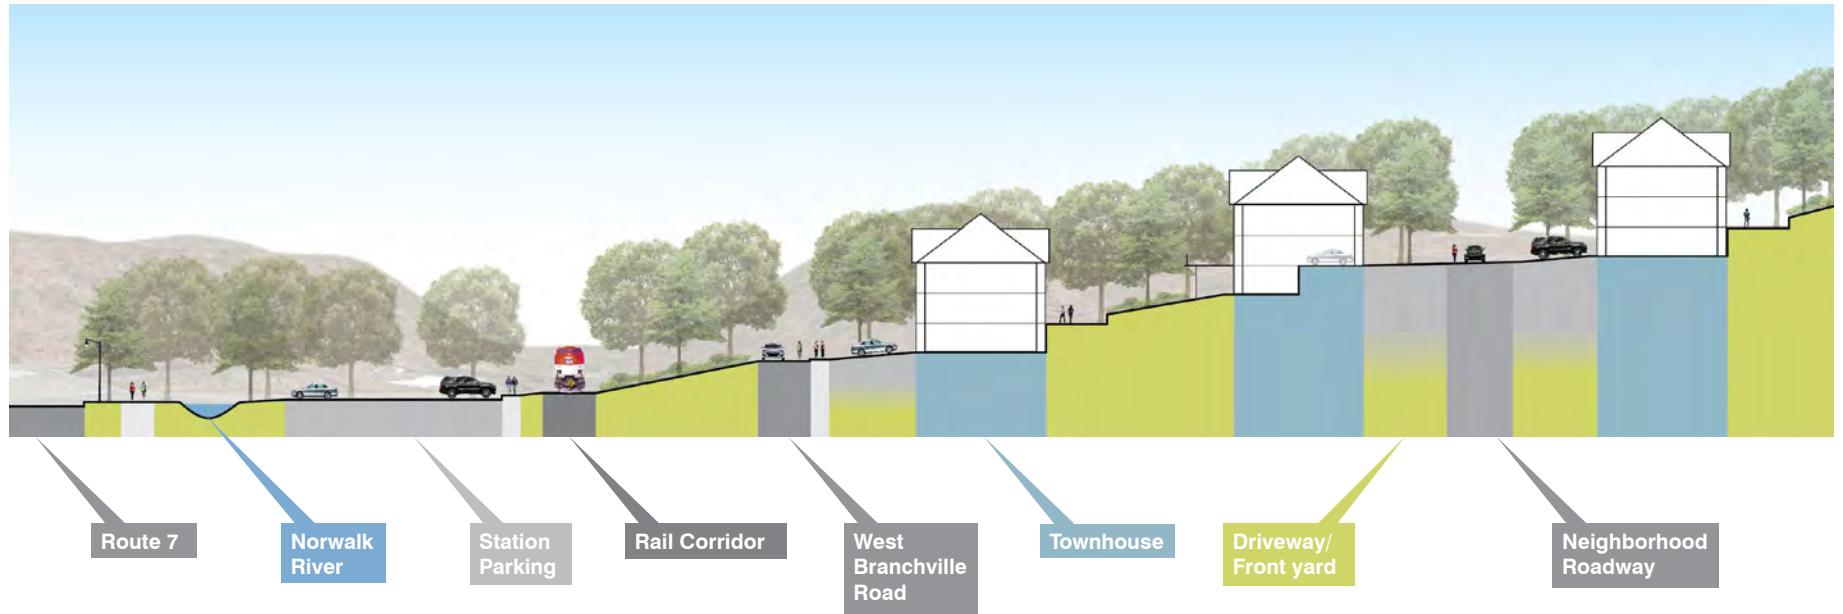 Route 7
Norwalk
River
Station
Parking
Rail Corridor
West
Branchville
Road
Townhouse
Driveway/
Front yard
Neighborhood
Roadway